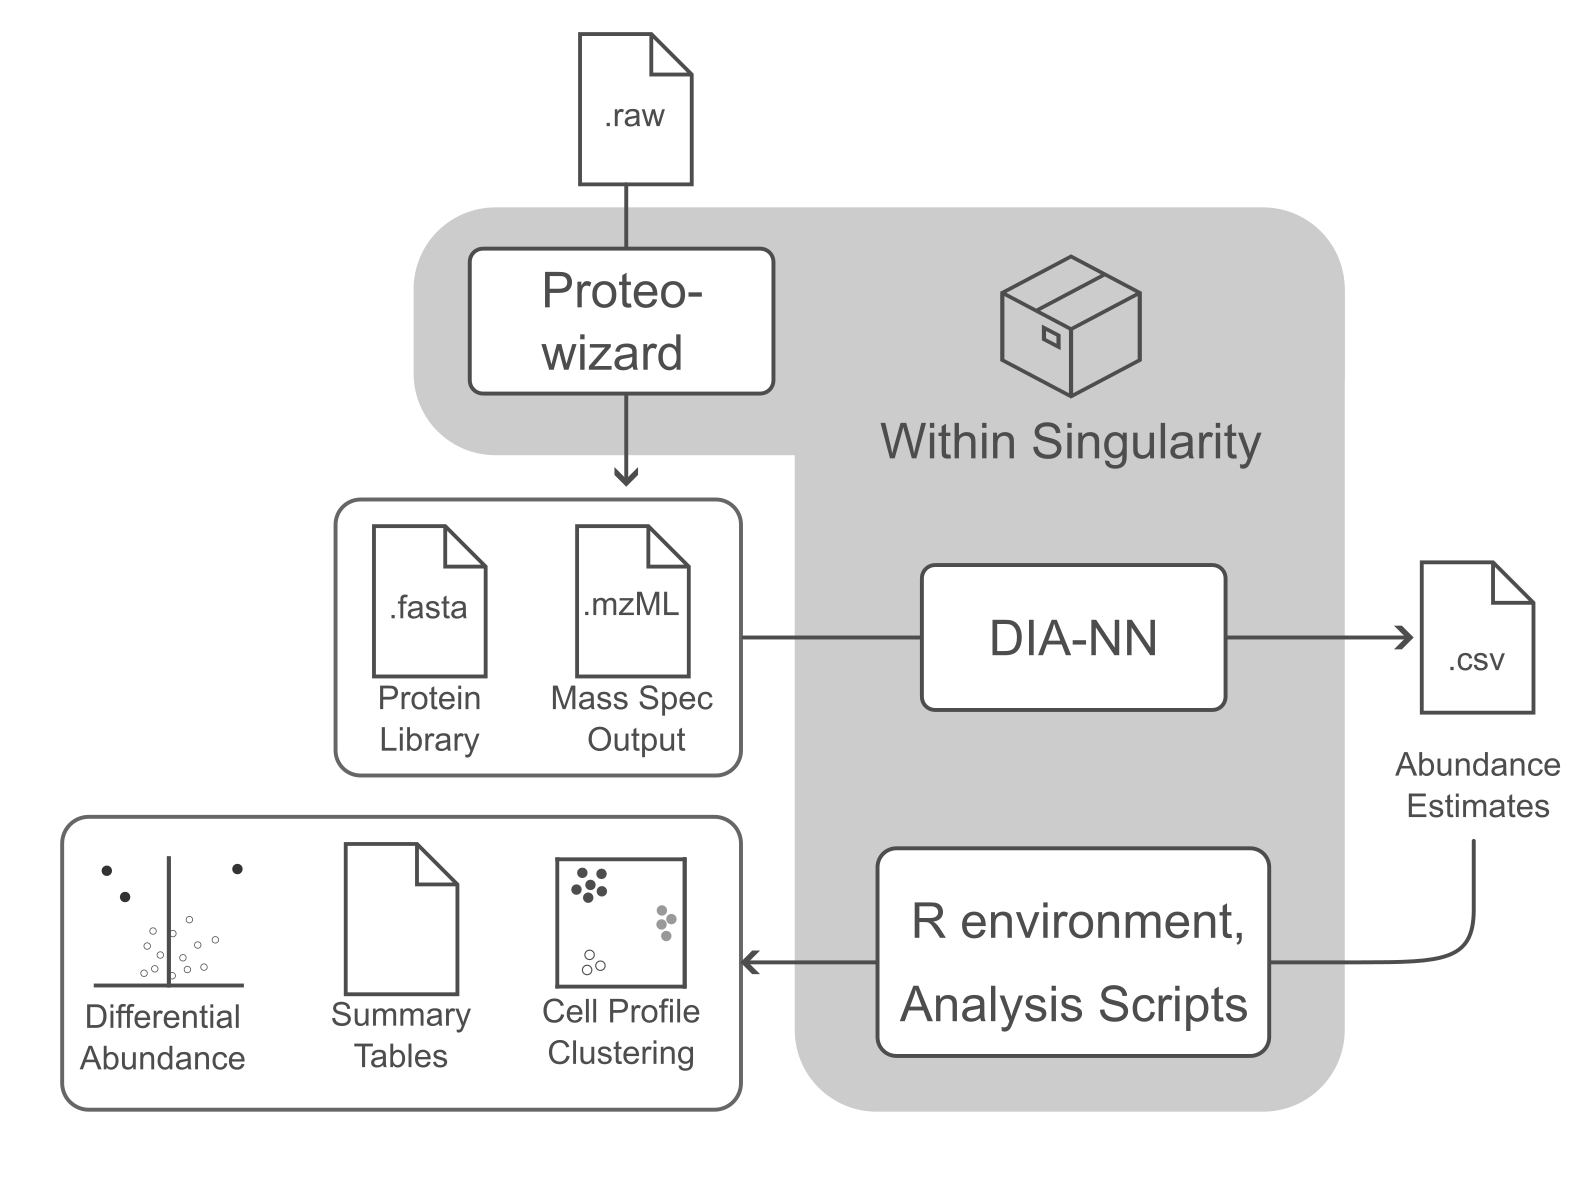 .raw
Proteo-
wizard
Within Singularity
.fasta
Protein
Library
.mzML
Mass Spec
Output
DIA-NN
.csv
Abundance
Estimates
R environment,
Analysis Scripts
Differential
Abundance
Summary
Tables
Cell Profile
Clustering